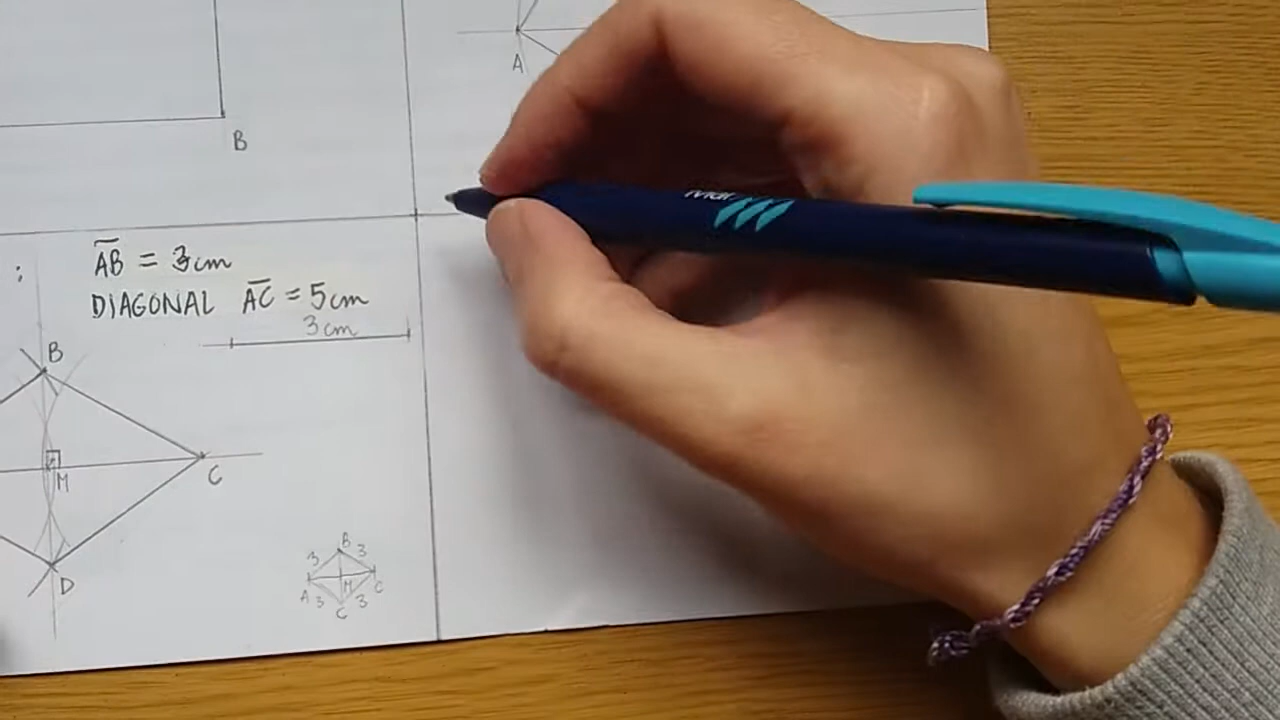 A
B
; AB = 3cm
DIAGONAL AC = 5cm
3cm
B
M
C
D
B
3 3
A M C
3 3
C